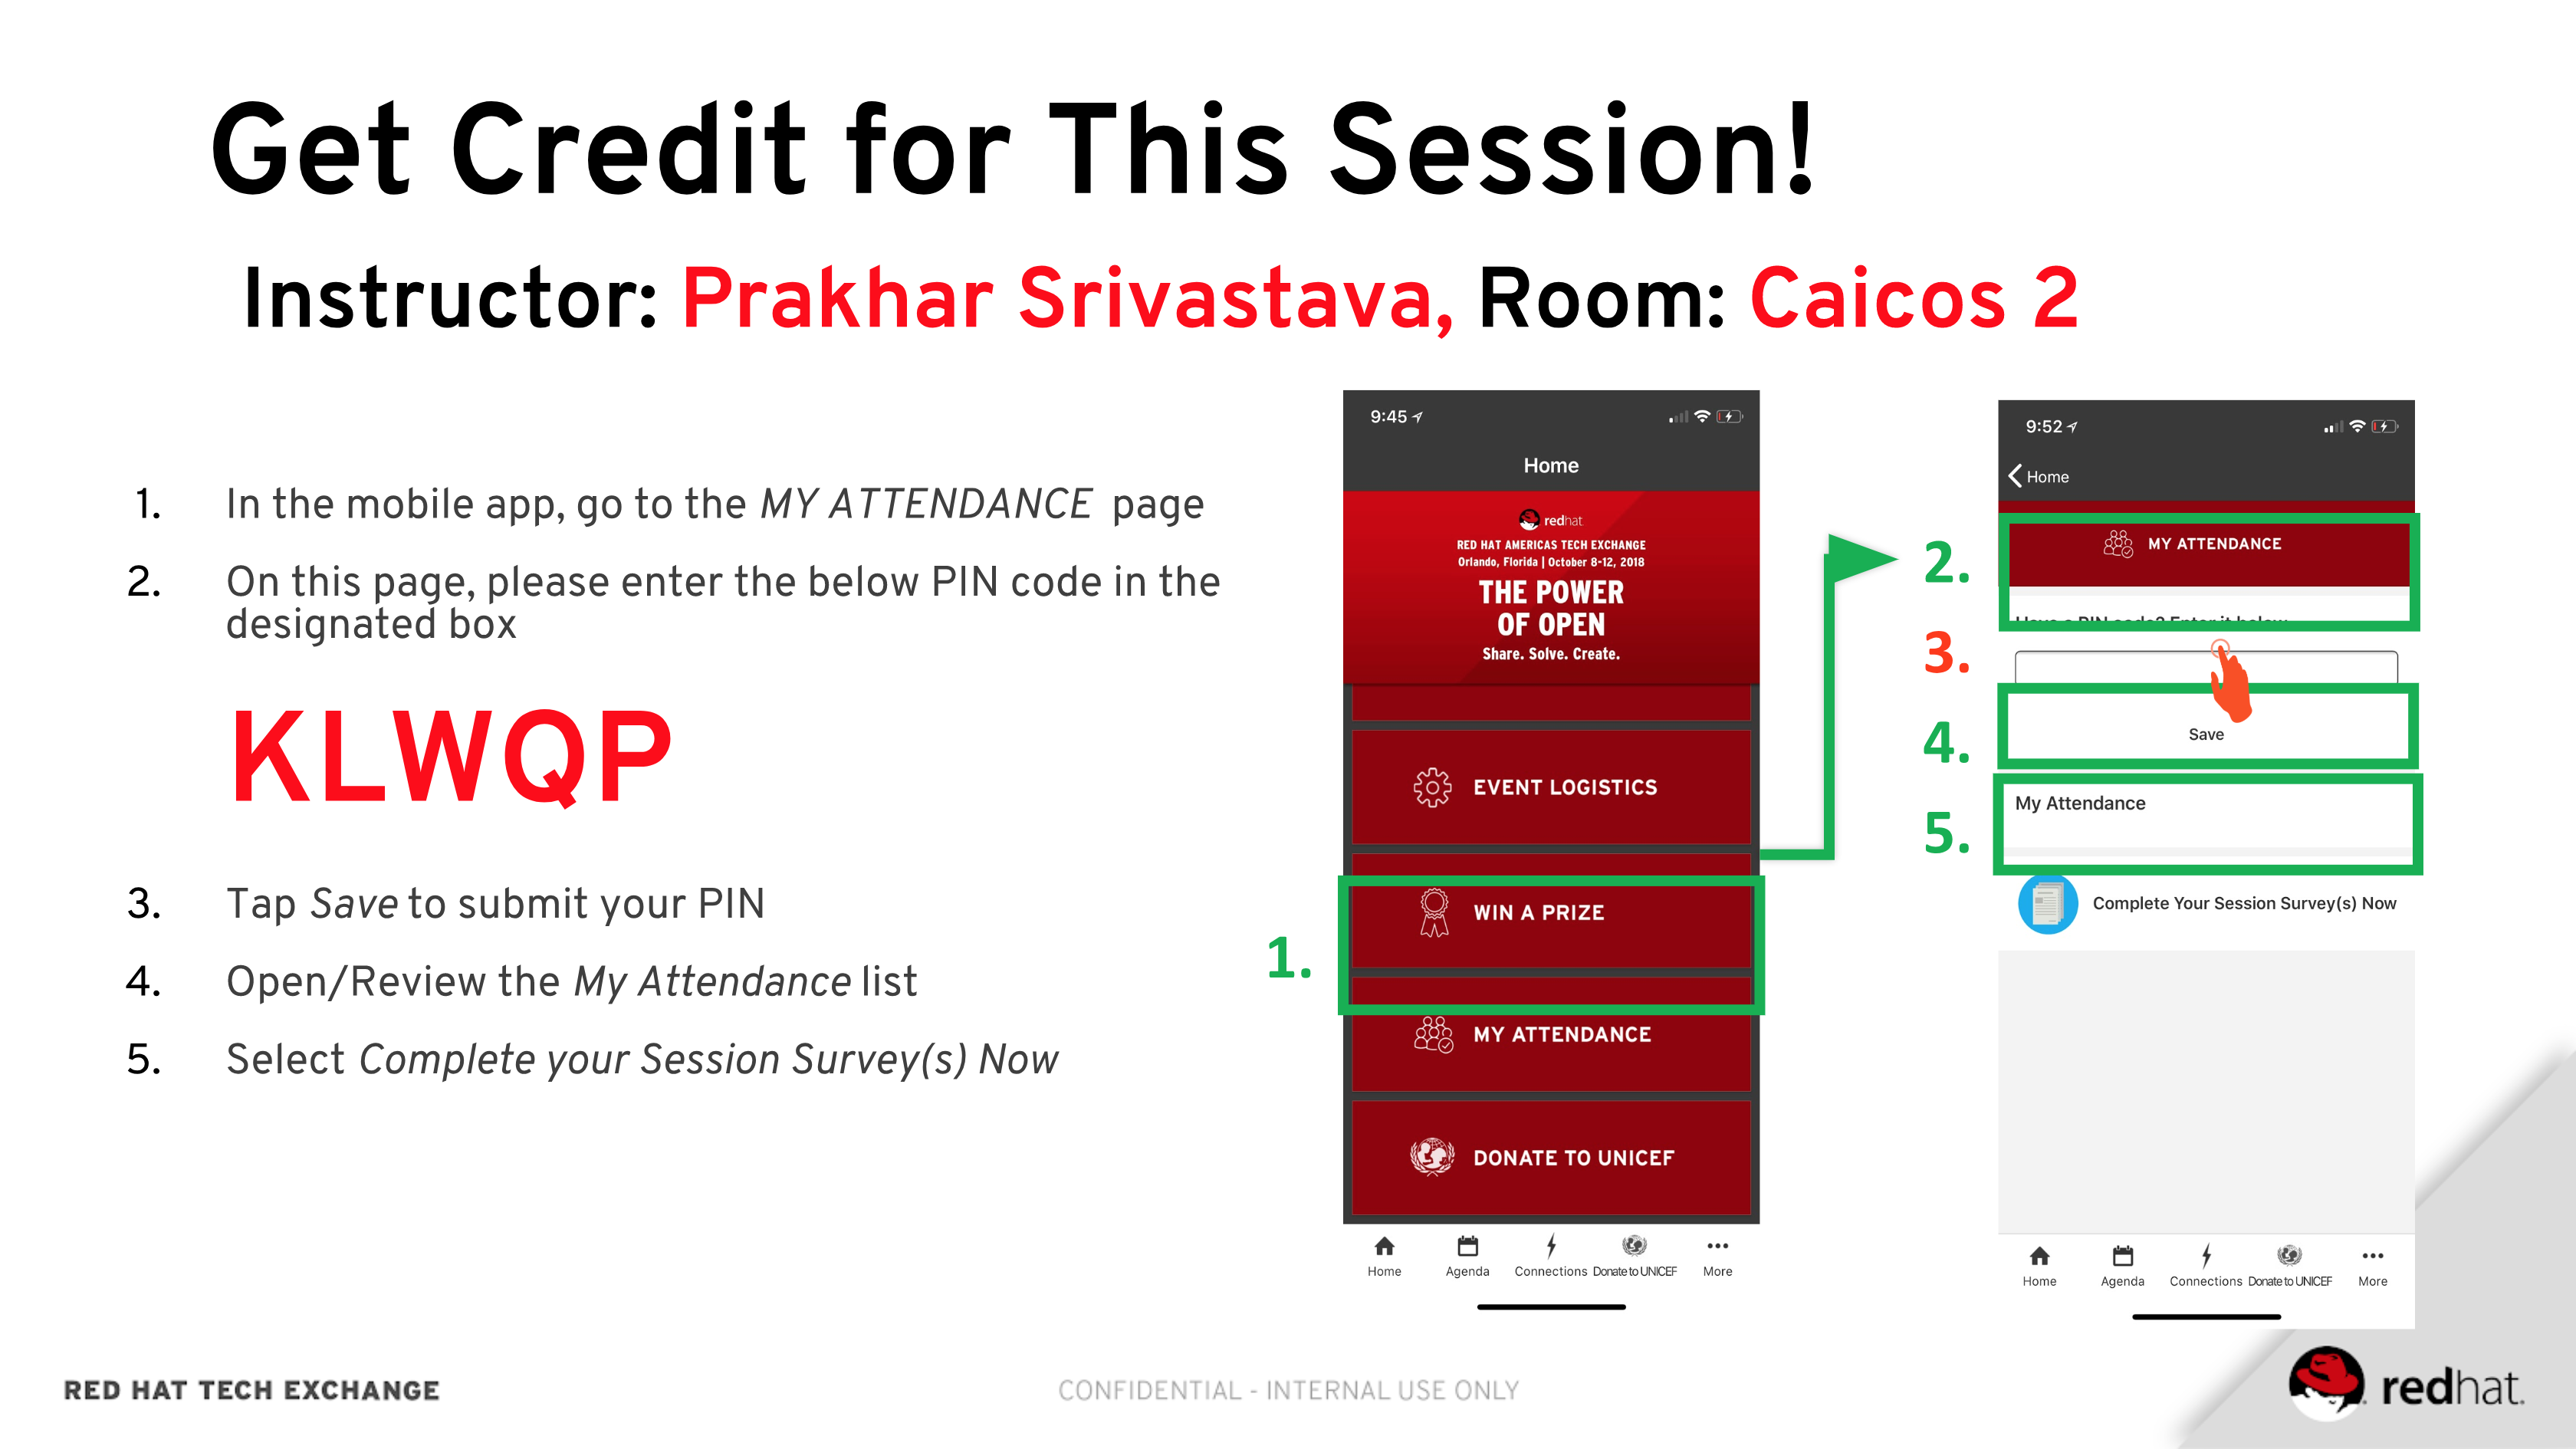 Get Credit for This Session!
Instructor: Prakhar Srivastava, Room: Caicos 2
1. In the mobile app, go to the MY ATTENDANCE page
2. On this page, please enter the below PIN code in the
designated box
KLWQP
3. Tap Save to submit your PIN
4. Open/Review the My Attendance list
5. Select Complete your Session Survey(s) Now
1.
9:45
Home
redhat
RED HAT AMERICAS TECH EXCHANGE
Orlando, Florida | October 8-12, 2018
THE POWER
OF OPEN
Share. Solve. Create.
EVENT LOGISTICS
WIN A PRIZE
MY ATTENDANCE
DONATE TO UNICEF
Home Agenda Connections Donate to UNICEF More
2.
3.
4.
5.
9:52
Home
MY ATTENDANCE
Have a PIN code? Enter it below
Save
My Attendance
Complete Your Session Survey(s) Now
Home Agenda Connections Donate to UNICEF More
RED HAT TECH EXCHANGE
CONFIDENTIAL - INTERNAL USE ONLY
redhat.